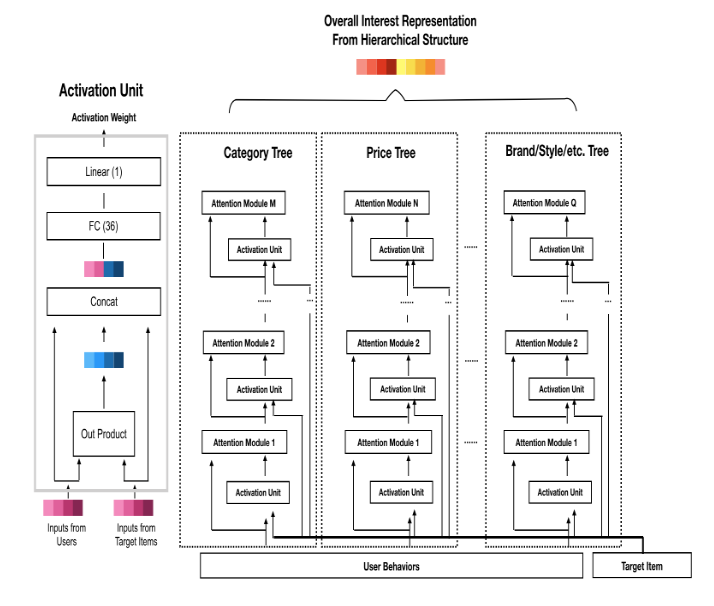 Overall Interest Representation
From Hierarchical Structure
Activation Unit
Activation Weight
Linear (1)
FC (36)
Concat
Out Product
Inputs from
Users
Inputs from
Target Items
Category Tree
Attention Module M
Activation Unit
......
...
Attention Module 2
Activation Unit
Attention Module 1
Activation Unit
Price Tree
Attention Module N
Activation Unit
......
...
Attention Module 2
Activation Unit
Attention Module 1
Activation Unit
......
......
......
Brand/Style/etc. Tree
Attention Module Q
Activation Unit
......
...
Attention Module 2
Activation Unit
Attention Module 1
Activation Unit
User Behaviors
Target Item